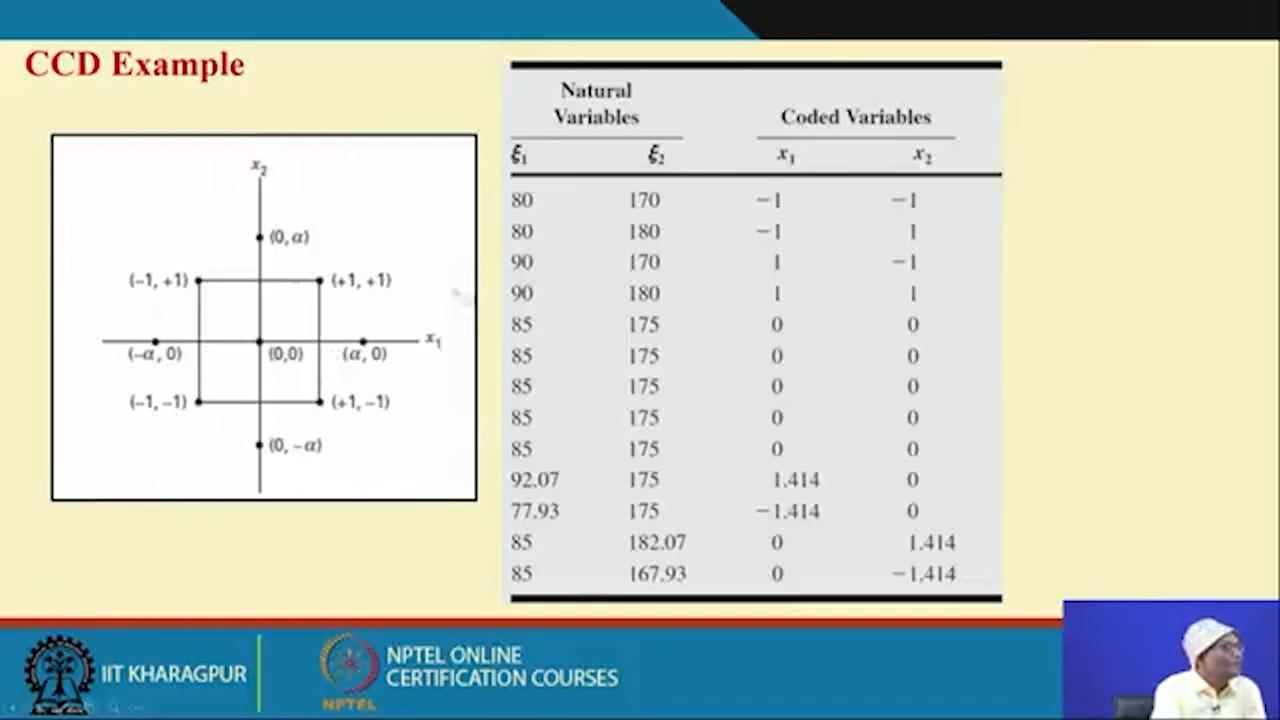 CCD Example
x2
(0, α)
(-1, +1)
(+1, +1)
x1
(-α, 0)
(0,0)
(α, 0)
(-1, -1)
(+1, -1)
(0, -α)
Natural
Variables
Coded Variables
ξ1 ξ2 x1 x2
80 170 −1 −1
80 180 −1 1
90 170 1 −1
90 180 1 1
85 175 0 0
85 175 0 0
85 175 0 0
85 175 0 0
85 175 0 0
92.07 175 1.414 0
77.93 175 −1.414 0
85 182.07 0 1.414
85 167.93 0 −1.414
IIT KHARAGPUR
NPTEL
NPTEL ONLINE
CERTIFICATION COURSES